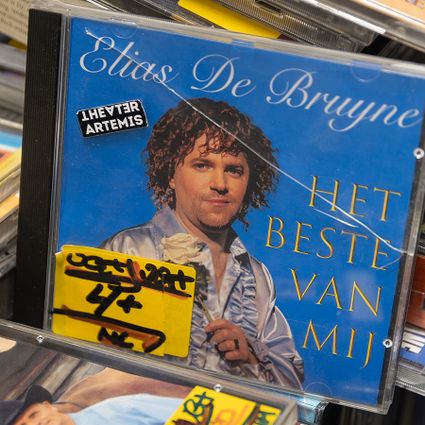 Elias De Bruyne
THEATER
ARTEMIS
HET
BESTE
VAN
MIJ
4+